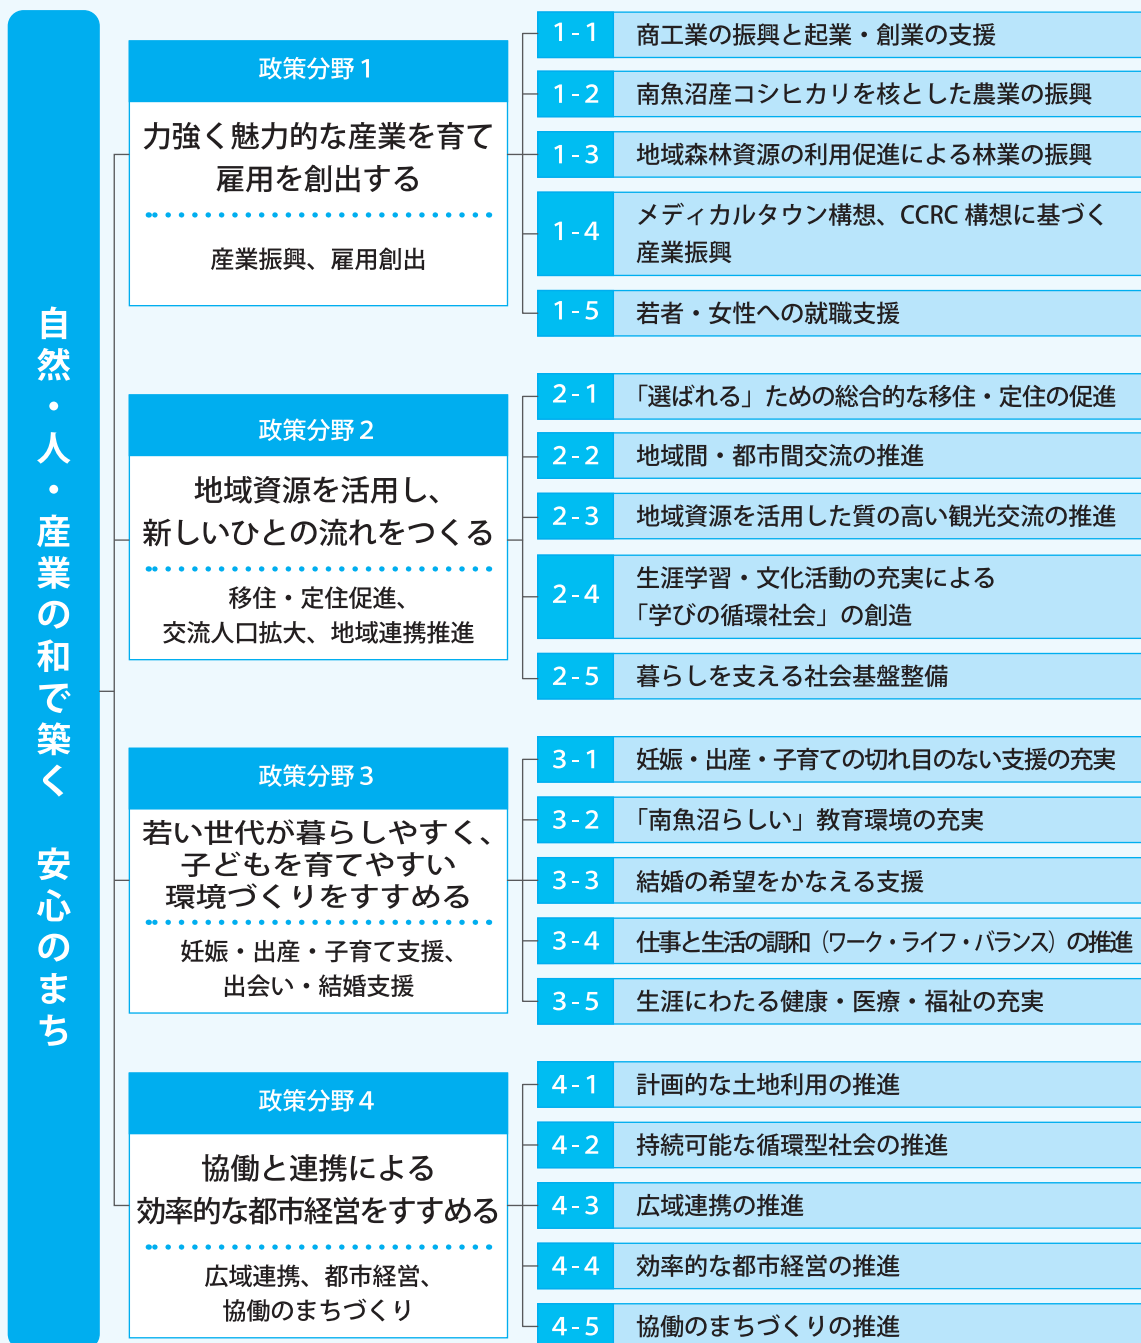 自然・人・産業の和で築く　安心のまち
政策分野 1
力強く魅力的な産業を育て
雇用を創出する
産業振興、雇用創出
1-1 商工業の振興と起業・創業の支援
1-2 南魚沼産コシヒカリを核とした農業の振興
1-3 地域森林資源の利用促進による林業の振興
1-4 メディカルタウン構想、CCRC 構想に基づく
産業振興
1-5 若者・女性への就職支援
政策分野 2
地域資源を活用し、
新しいひとの流れをつくる
移住・定住促進、
交流人口拡大、地域連携推進
2-1 「選ばれる」ための総合的な移住・定住の促進
2-2 地域間・都市間交流の推進
2-3 地域資源を活用した質の高い観光交流の推進
2-4 生涯学習・文化活動の充実による
「学びの循環社会」の創造
2-5 暮らしを支える社会基盤整備
政策分野 3
若い世代が暮らしやすく、
子どもを育てやすい
環境づくりをすすめる
妊娠・出産・子育て支援、
出会い・結婚支援
3-1 妊娠・出産・子育ての切れ目のない支援の充実
3-2 「南魚沼らしい」教育環境の充実
3-3 結婚の希望をかなえる支援
3-4 仕事と生活の調和（ワーク・ライフ・バランス）の推進
3-5 生涯にわたる健康・医療・福祉の充実
政策分野 4
協働と連携による
効率的な都市経営をすすめる
広域連携、都市経営、
協働のまちづくり
4-1 計画的な土地利用の推進
4-2 持続可能な循環型社会の推進
4-3 広域連携の推進
4-4 効率的な都市経営の推進
4-5 協働のまちづくりの推進